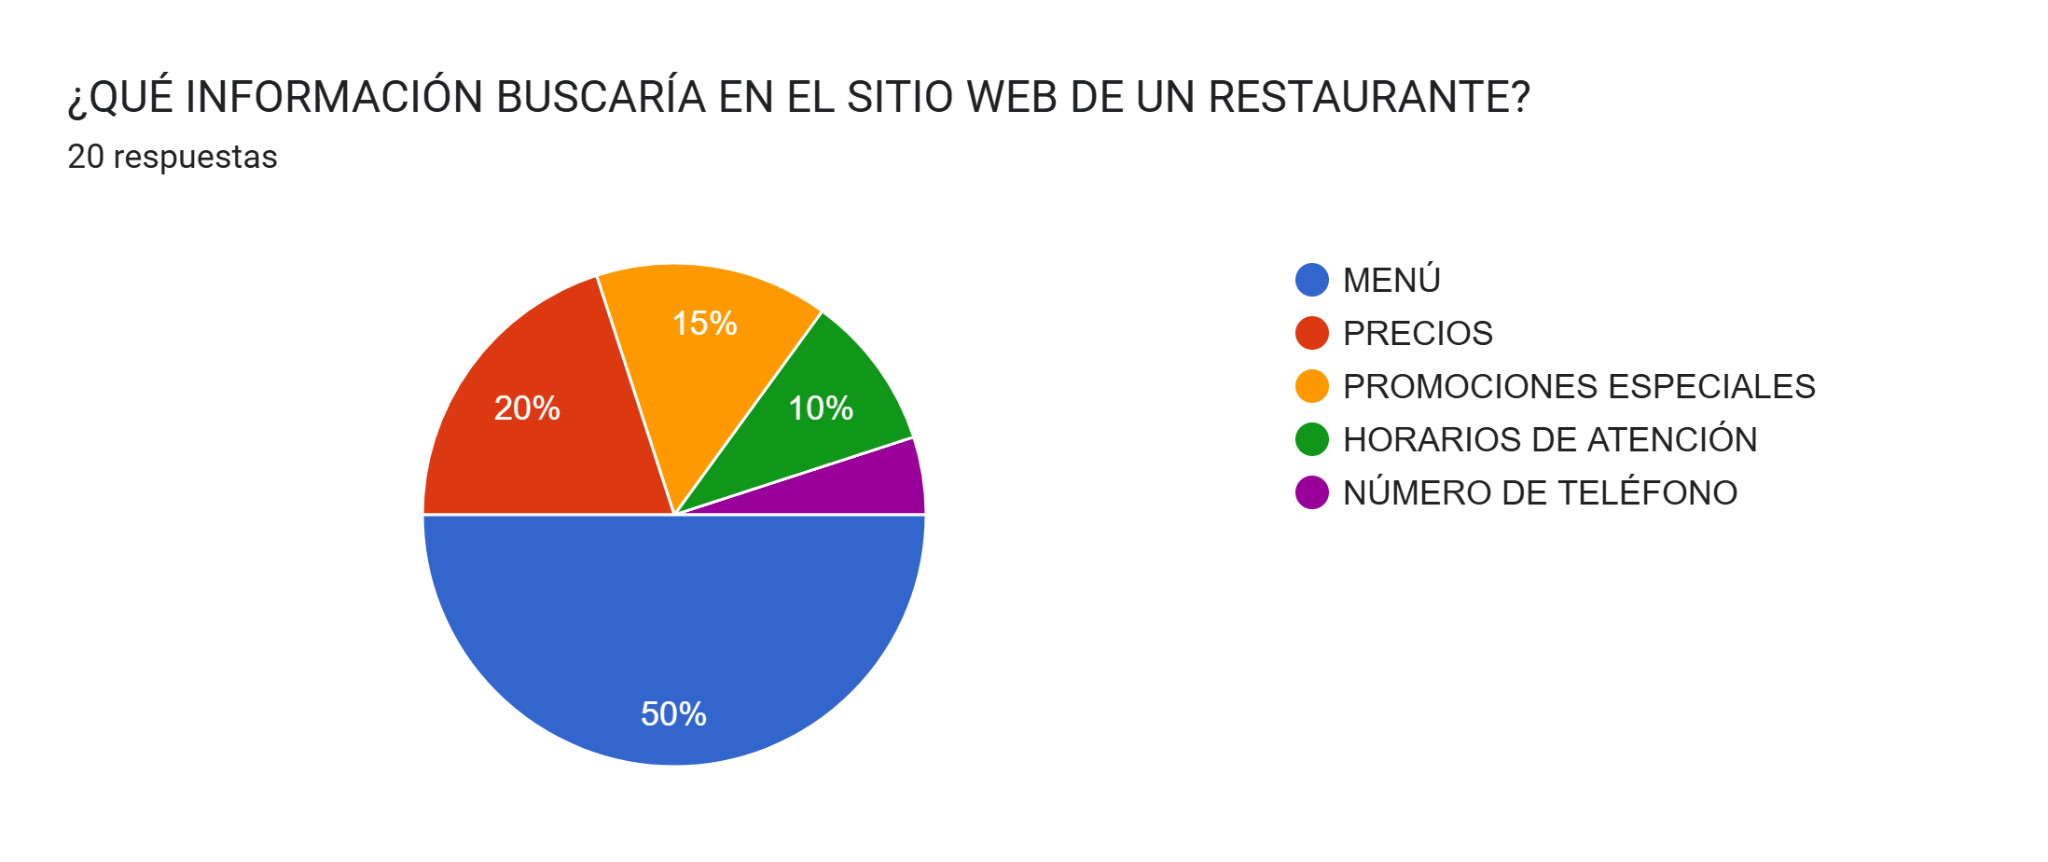 ¿QUÉ INFORMACIÓN BUSCARÍA EN EL SITIO WEB DE UN RESTAURANTE?
20 respuestas
15%
20%
10%
50%
MENÚ
PRECIOS
PROMOCIONES ESPECIALES
HORARIOS DE ATENCIÓN
NÚMERO DE TELÉFONO